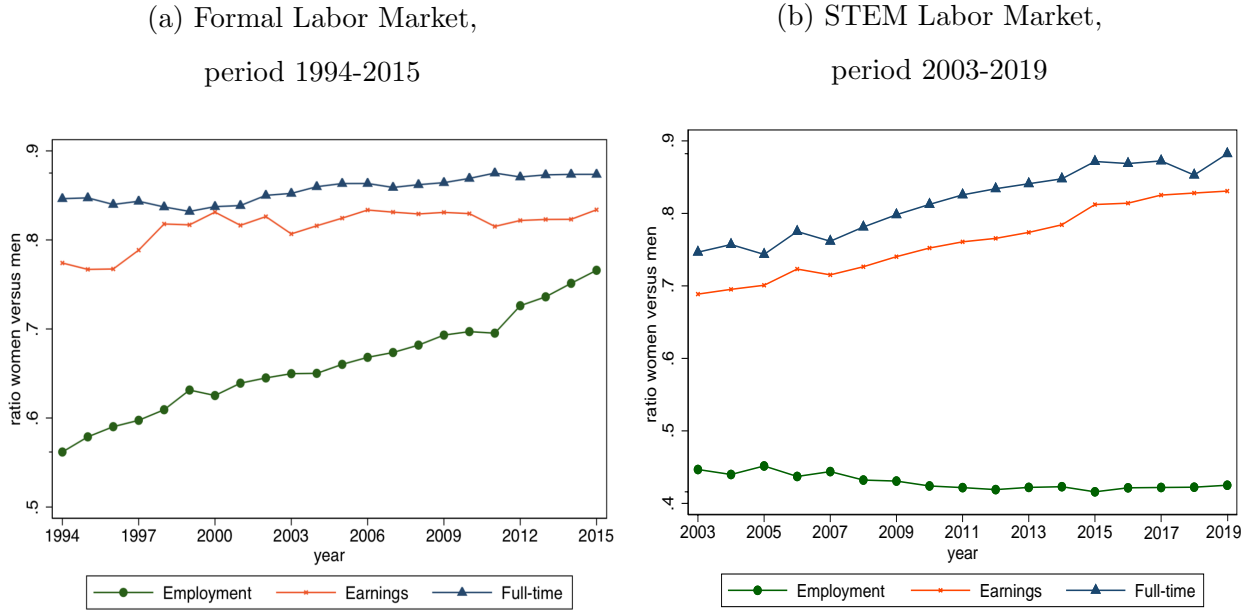 (a) Formal Labor Market,
period 1994-2015
ratio women versus men
.9
.8
.7
.6
.5
1994 1997 2000 2003 2006 2009 2012 2015
year
Employment Earnings Full-time
(b) STEM Labor Market,
period 2003-2019
ratio women versus men
.9
.8
.7
.6
.5
.4
2003 2005 2007 2009 2011 2013 2015 2017 2019
year
Employment Earnings Full-time